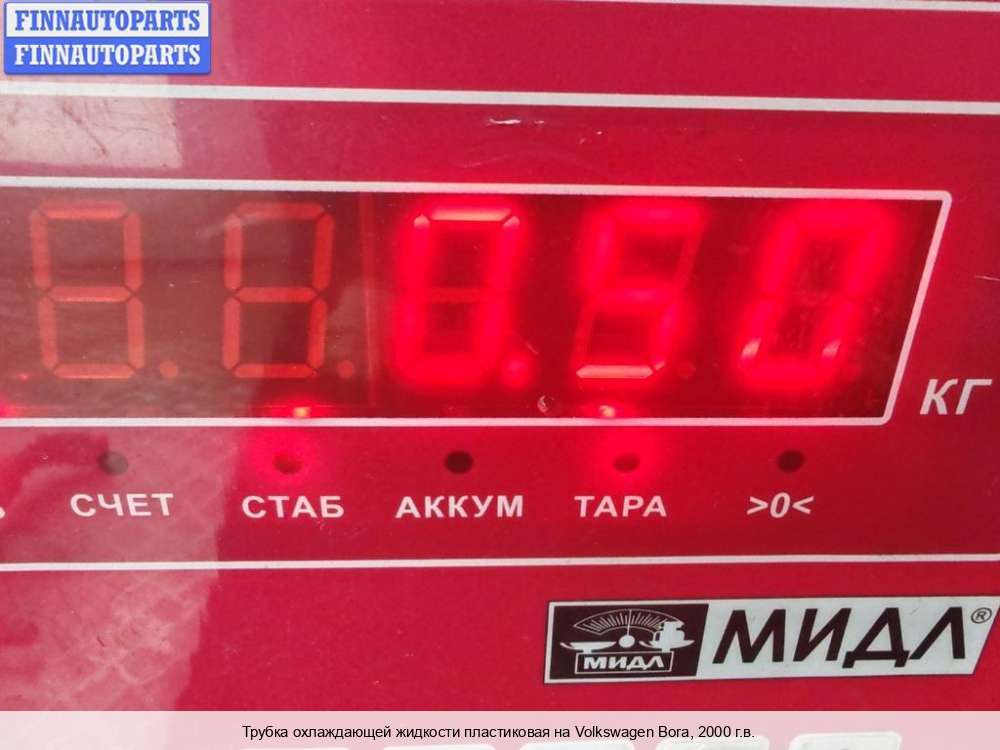 FINNAUTOPARTS
FINNAUTOPARTS
0.50
КГ
СЧЕТ СТАБ АККУМ ТАРА >0<
МИДЛ МИДЛ®
Трубка охлаждающей жидкости пластиковая на Volkswagen Bora, 2000 г.в.